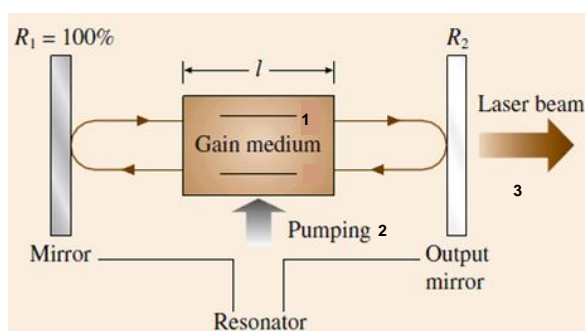 R₁ = 100%
R₂
l
1
Gain medium
Laser beam
3
Pumping 2
Mirror
Output
mirror
Resonator